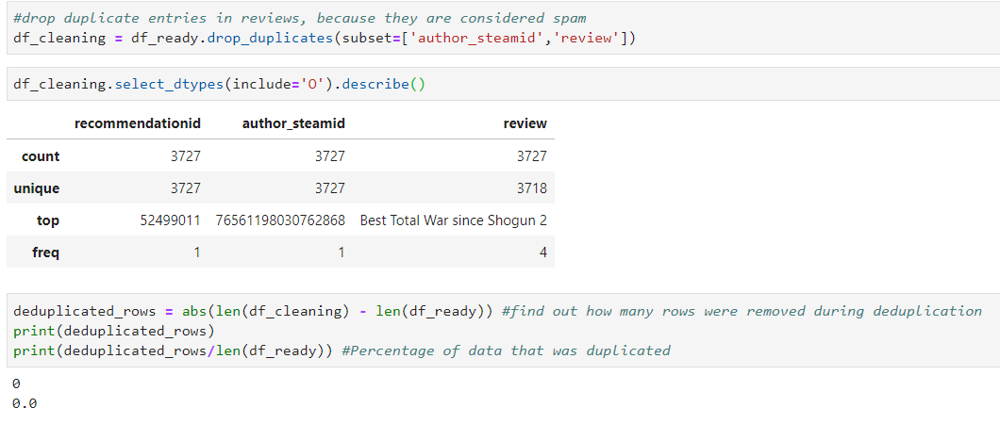 #drop duplicate entries in reviews, because they are considered spam
df_cleaning = df_ready.drop_duplicates(subset=['author_steamid','review'])
df_cleaning.select_dtypes(include='O').describe()
recommendationid author_steamid review
count 3727 3727 3727
unique 3727 3727 3718
top 52499011 76561198030762868 Best Total War since Shogun 2
freq 1 1 4
deduplicated_rows = abs(len(df_cleaning) - len(df_ready)) #find out how many rows were removed during deduplication
print(deduplicated_rows)
print(deduplicated_rows/len(df_ready)) #Percentage of data that was duplicated
0
0.0